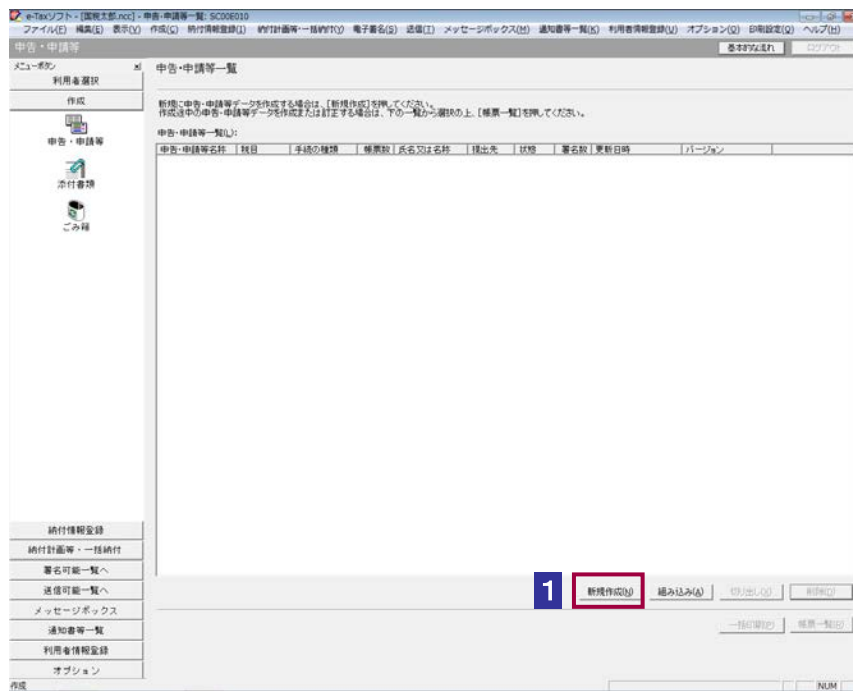 e-Taxソフト - [国税太郎.ncc] - 申告・申請等一覧: SC00E010
ファイル(F) 編集(E) 表示(V) 作成(C) 納付情報登録(I) 納付計画等・一括納付(Y) 電子署名(S) 送信(T) メッセージボックス(M) 通知書等一覧(K) 利用者情報登録(U) オプション(O) 印刷設定(Q) ヘルプ(H)
申告・申請等 基本的な流れ ログアウト
メニューボタン
利用者選択
作成
申告・申請等
添付書類
ごみ箱
納付情報登録
納付計画等・一括納付
署名可能一覧へ
送信可能一覧へ
メッセージボックス
通知書等一覧
利用者情報登録
オプション
申告・申請等一覧
新規に申告・申請等データを作成する場合は、[新規作成]を押してください。
作成途中の申告・申請等データを作成または訂正する場合は、下の一覧から選択の上、[帳票一覧]を押してください。
申告・申請等一覧(L):
申告・申請等名称 税目 手続の種類 帳票数 氏名又は名称 提出先 状態 署名数 更新日時 バージョン
1 新規作成(N) 組み込み(A) 切り出し(X) 削除(D)
一括印刷(P) 帳票一覧(E)
作成 NUM